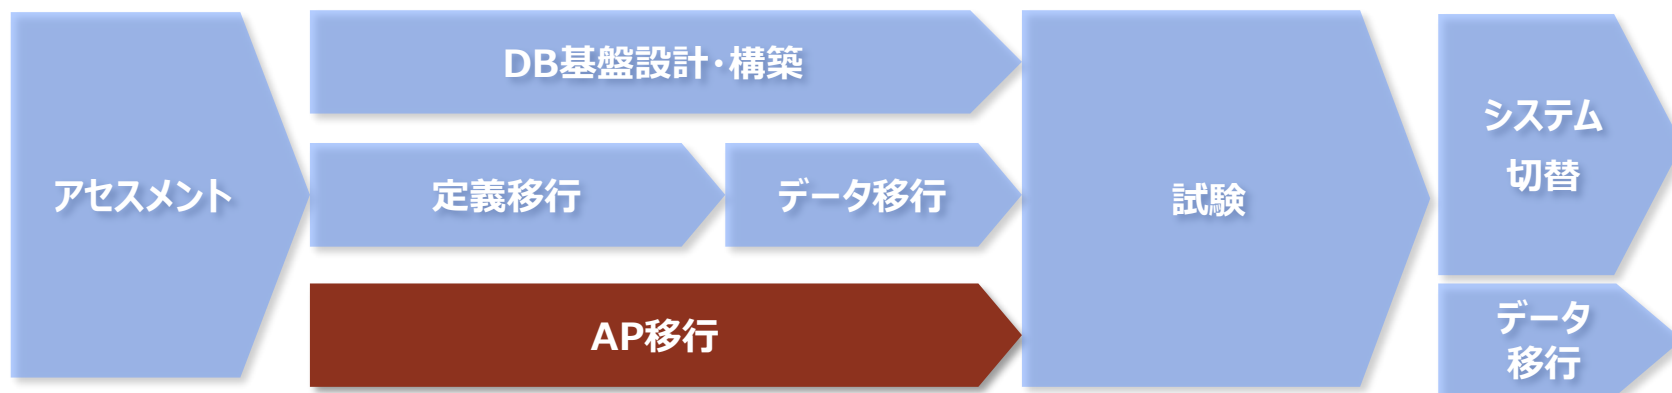 アセスメント
DB基盤設計・構築
定義移行
データ移行
AP移行
試験
システム
切替
データ
移行